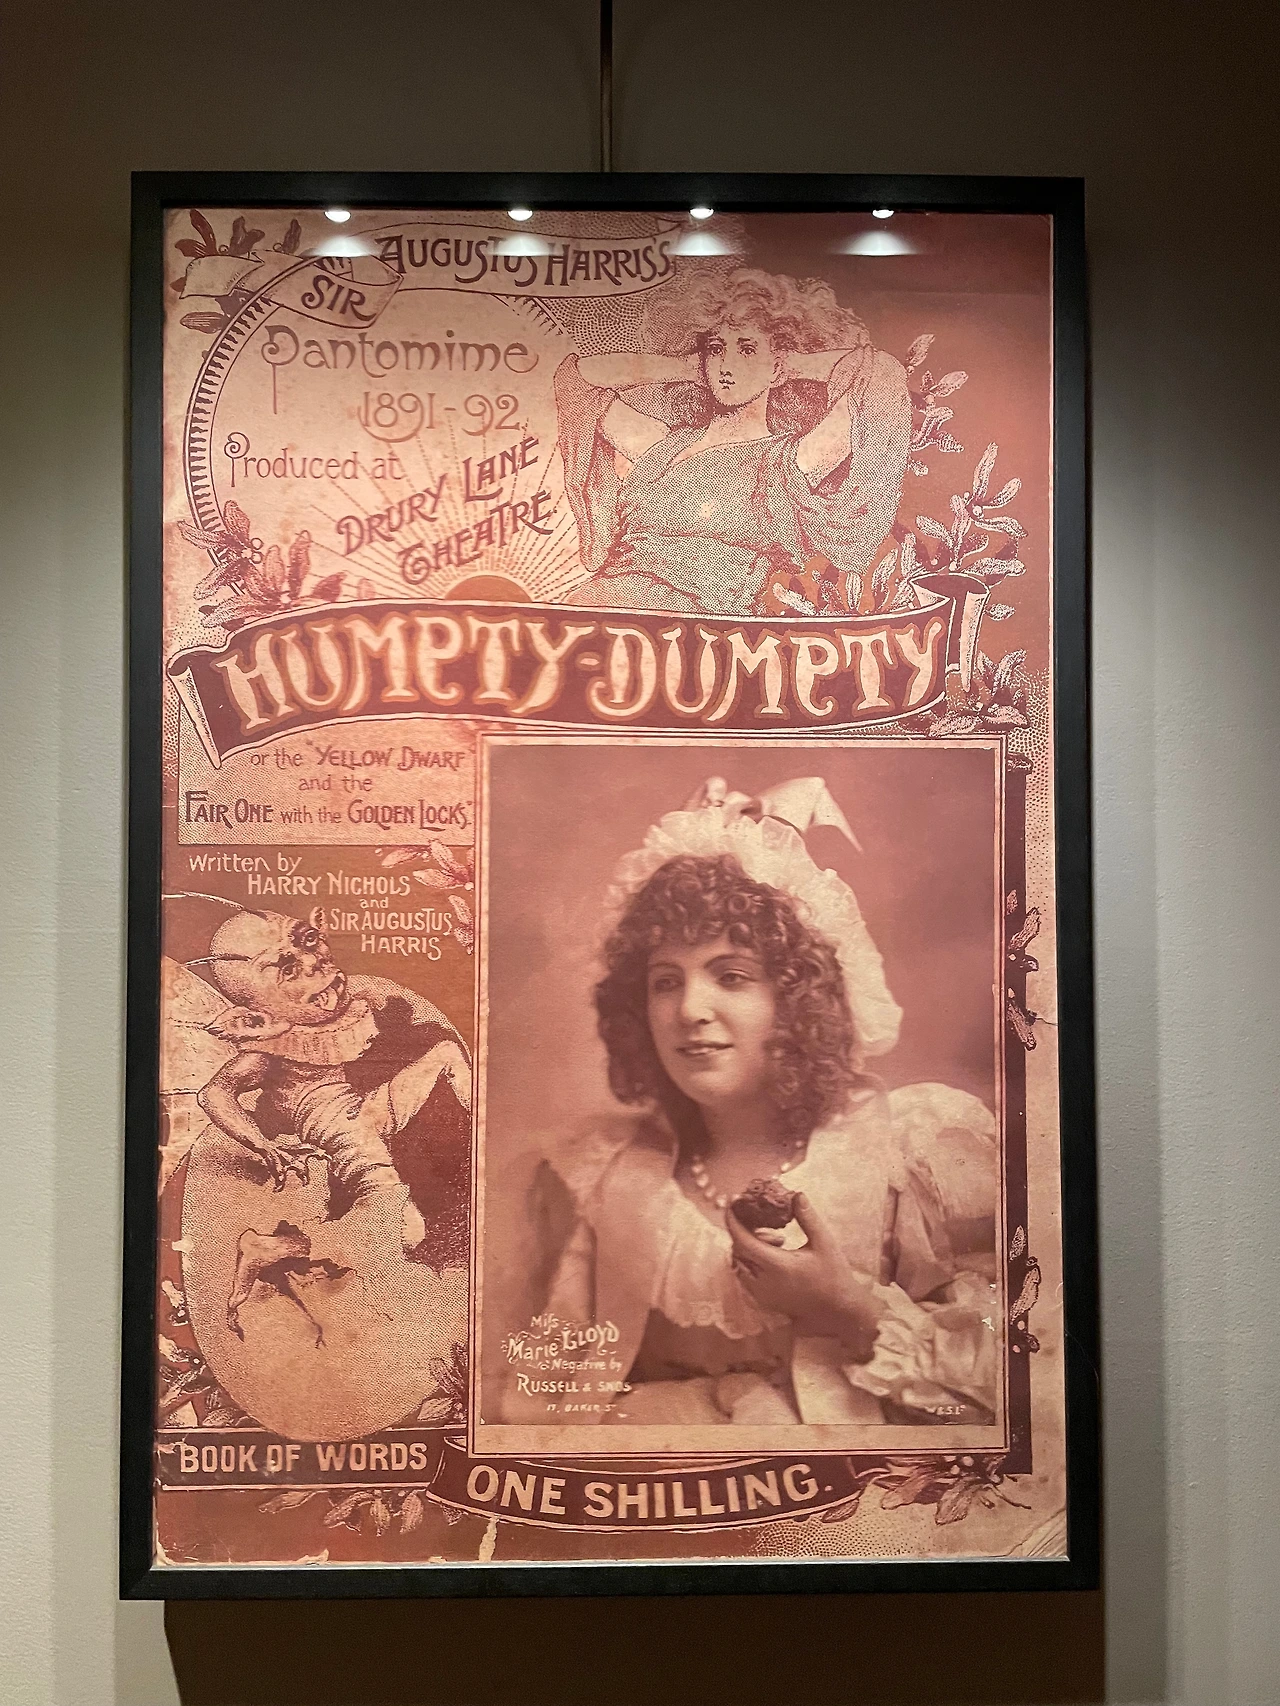 SIR AUGUSTUS HARRIS'S
Pantomime
1891-92
Produced at
DRURY LANE
THEATRE
HUMPTY-DUMPTY
or the "YELLOW DWARF
and the
FAIR ONE with the GOLDEN LOCKS."
Written by
HARRY NICHOLS
and
SIR AUGUSTUS
HARRIS
Miss
Marie LLOYD
Negative by
RUSSELL & SNOS
17, BAKER ST
BOOK OF WORDS
ONE SHILLING.